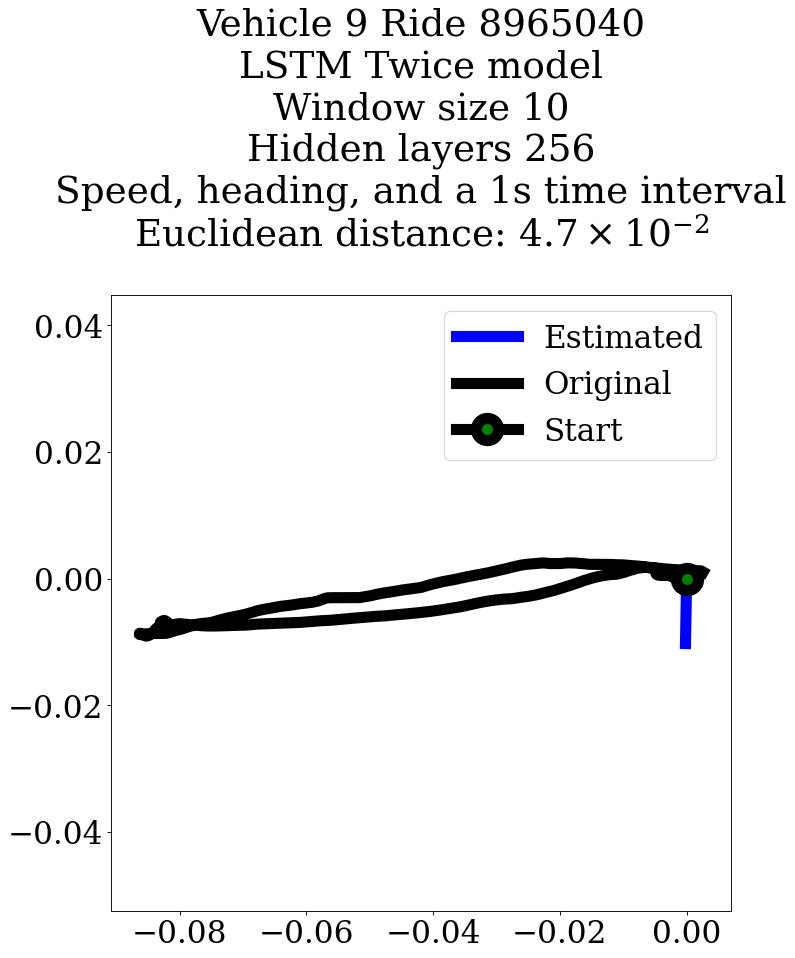 Vehicle 9 Ride 8965040
LSTM Twice model
Window size 10
Hidden layers 256
Speed, heading, and a 1s time interval
Euclidean distance: 4.7 × 10⁻²
Estimated
Original
Start
0.04
0.02
0.00
−0.02
−0.04
−0.08
−0.06
−0.04
−0.02
0.00